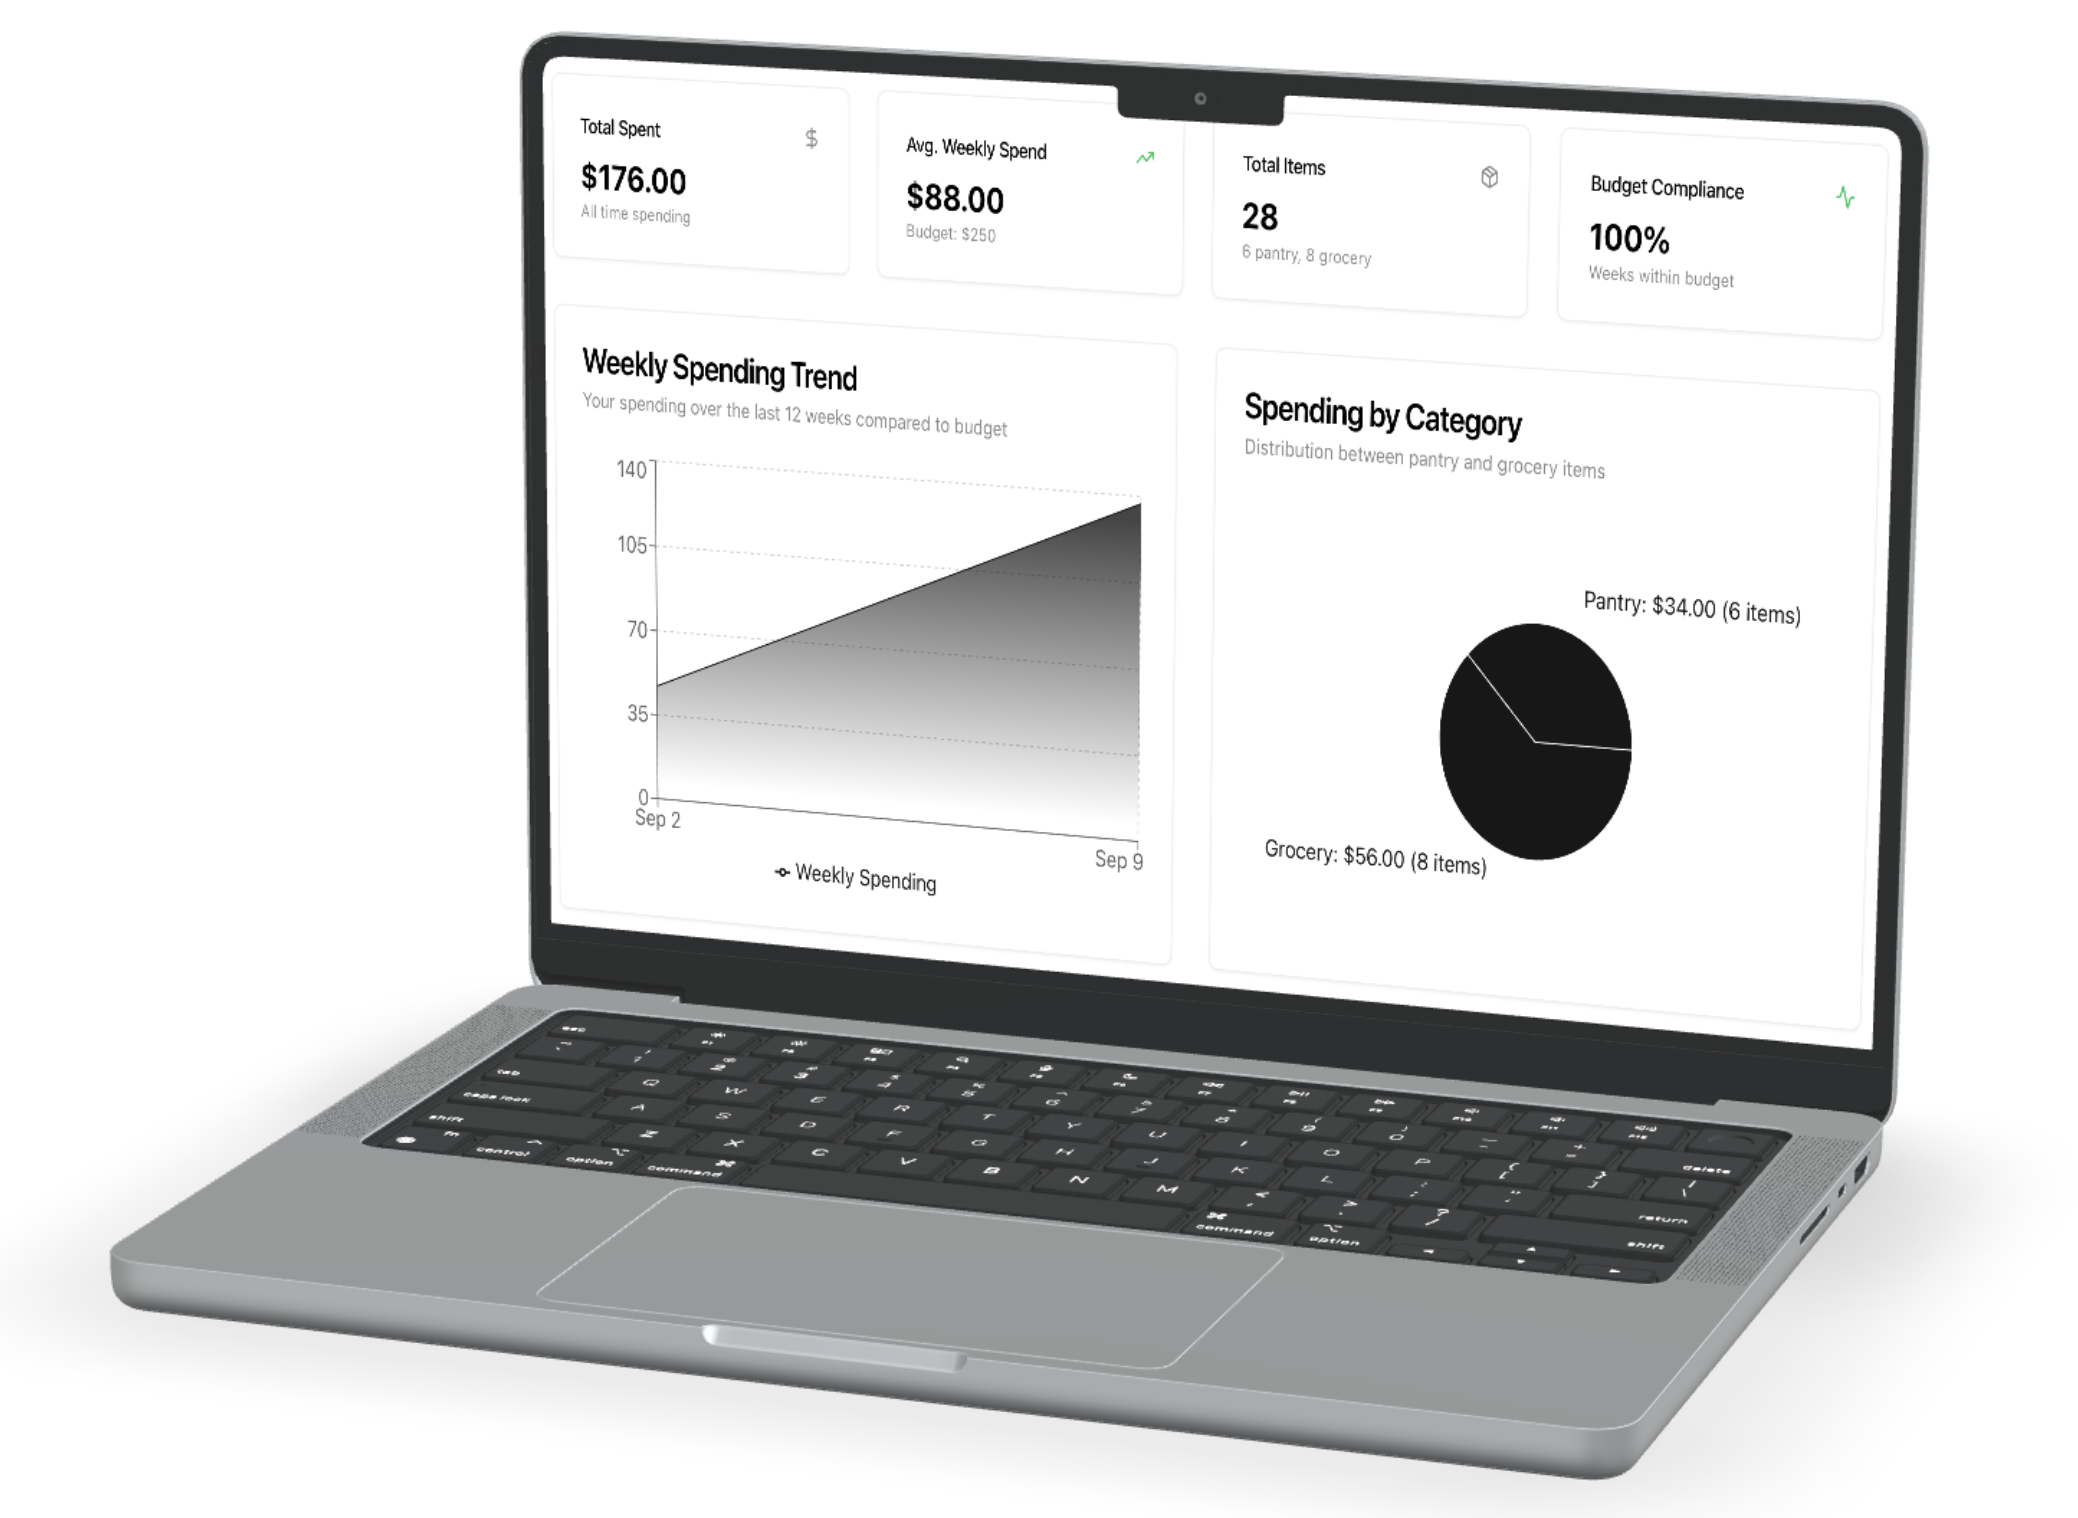 Total Spent
$176.00
All time spending
Avg. Weekly Spend
$88.00
Budget: $250
Total Items
28
6 pantry, 8 grocery
Budget Compliance
100%
Weeks within budget
Weekly Spending Trend
Your spending over the last 12 weeks compared to budget
140
105
70
35
0
Sep 2
Sep 9
Weekly Spending
Spending by Category
Distribution between pantry and grocery items
Pantry: $34.00 (6 items)
Grocery: $56.00 (8 items)
esc
tab
Q W E R T Y U I O P
caps lock
A S D F G H J K L
shift
Z X C V B N M
fn
control
option
command
command
option
delete
return
shift